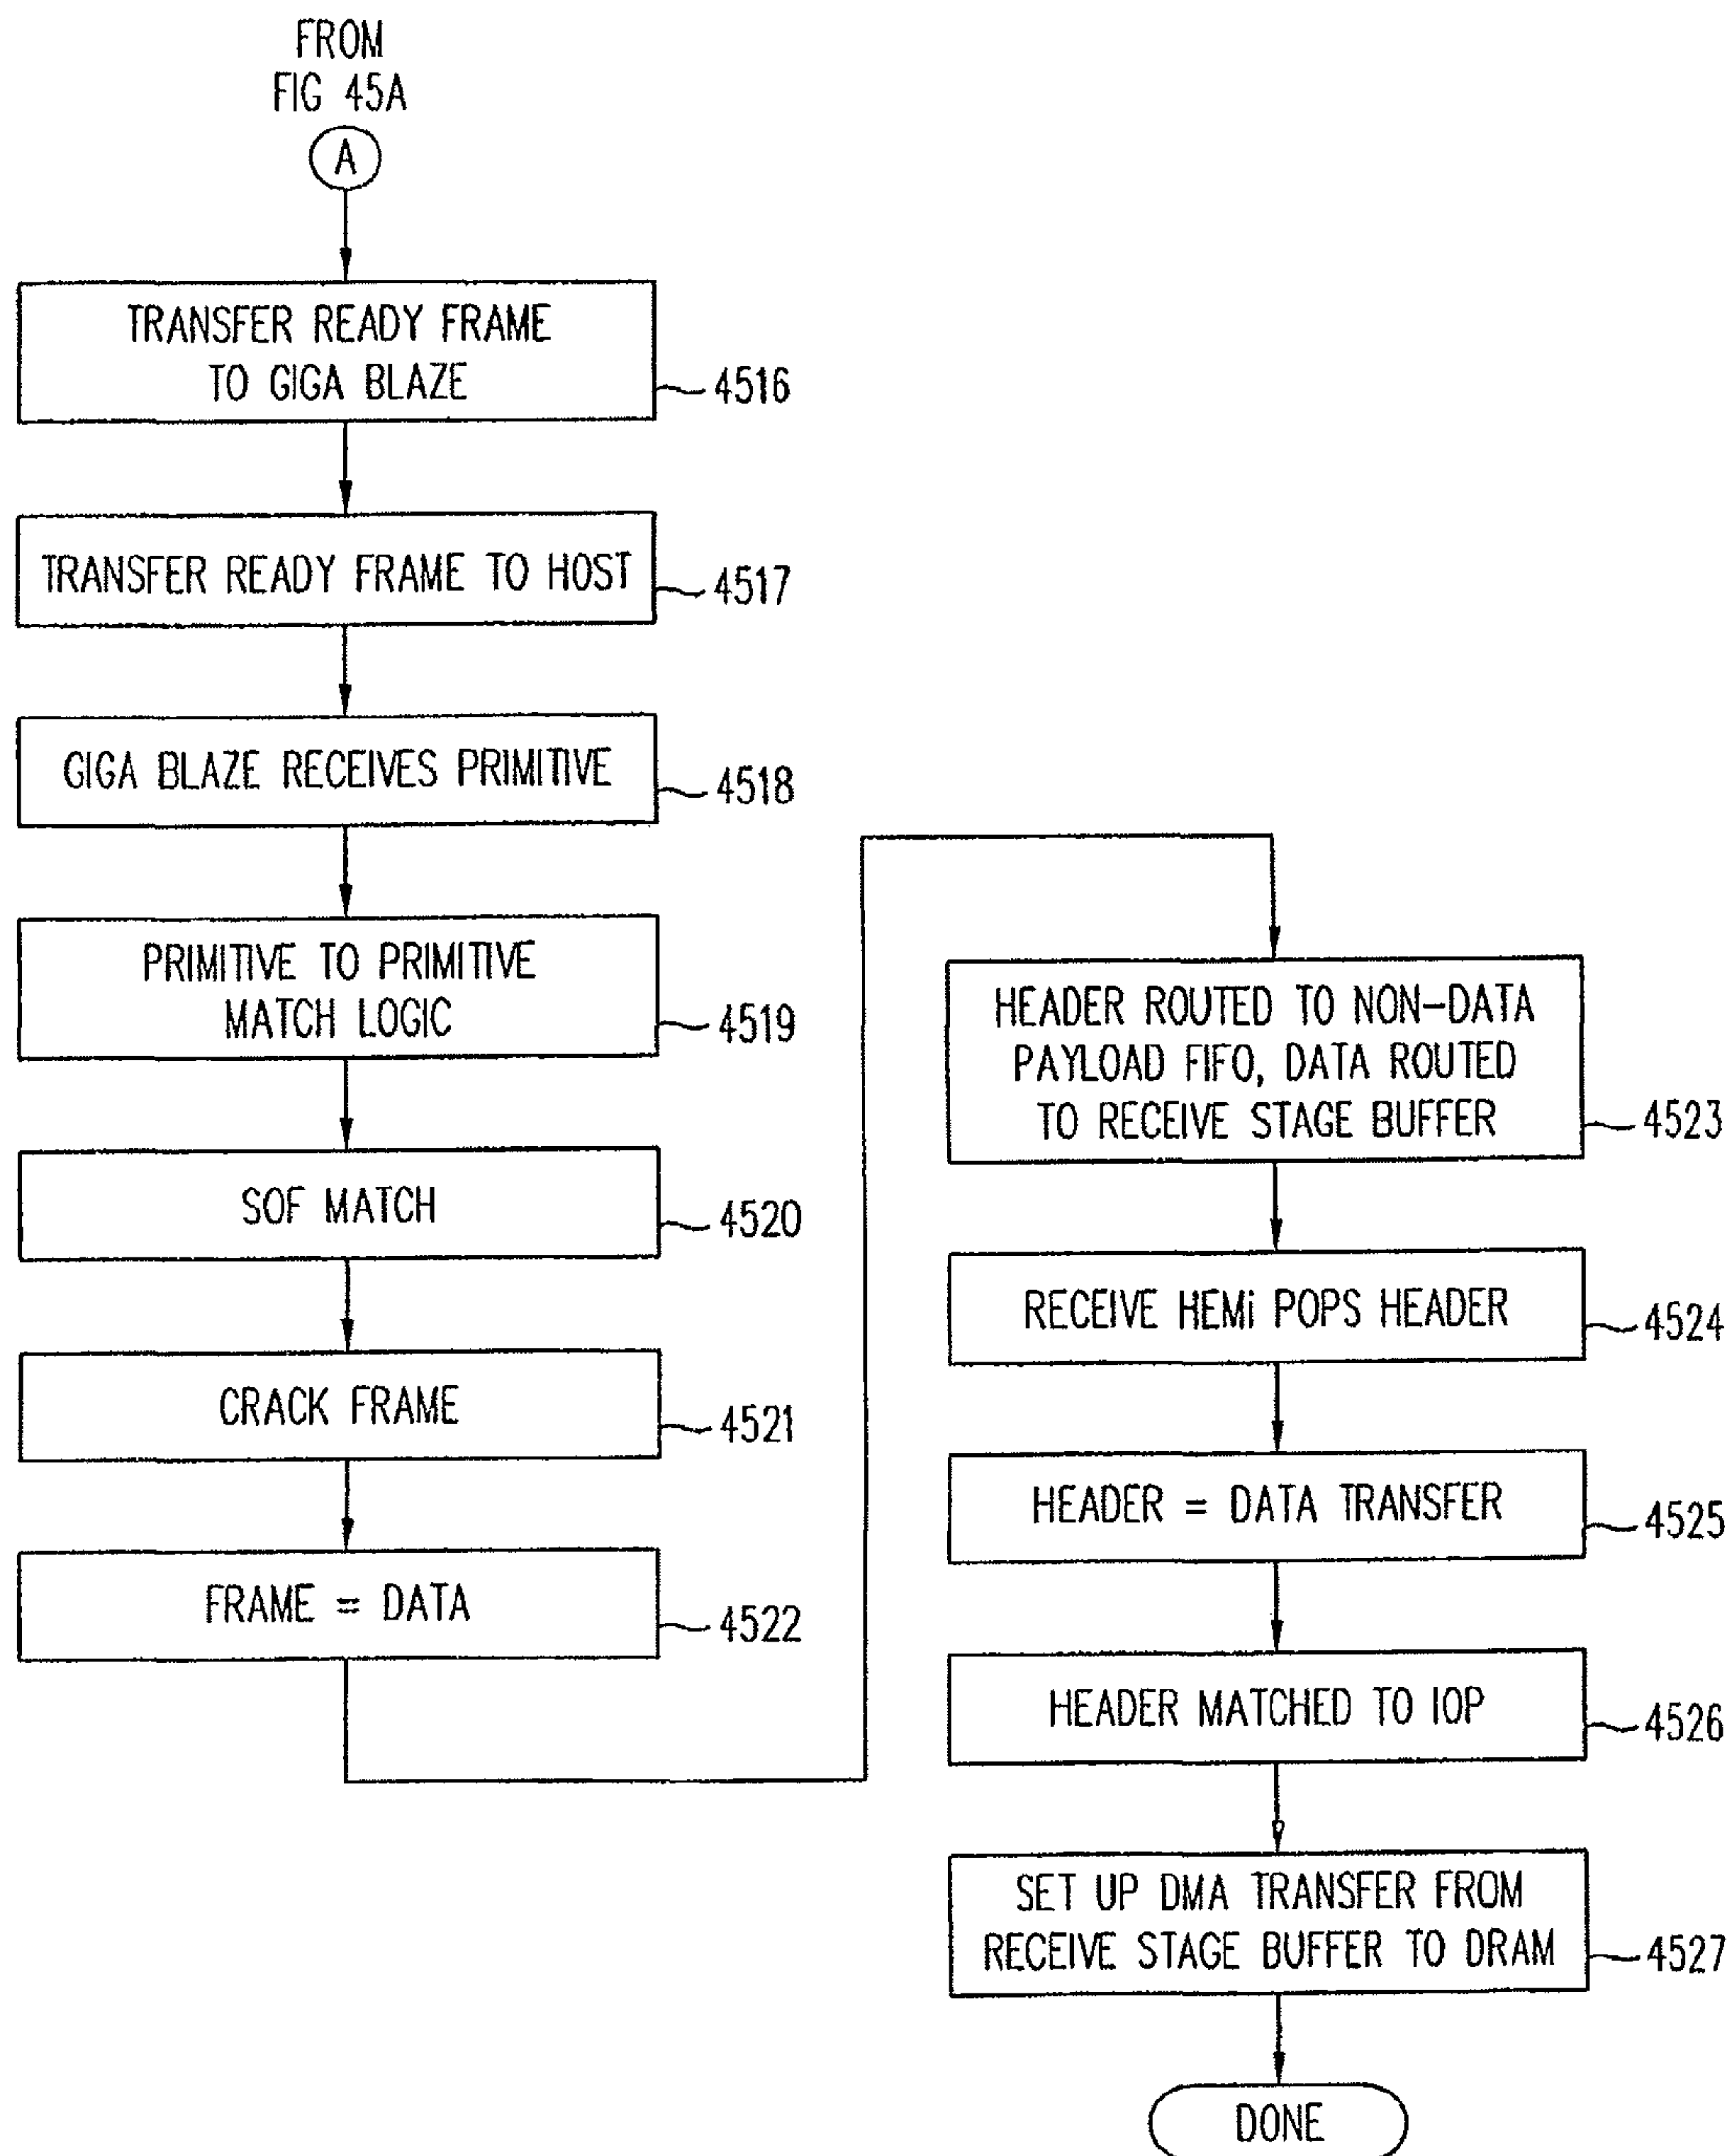 FROM
FIG 45A
A
TRANSFER READY FRAME
TO GIGA BLAZE
4516
TRANSFER READY FRAME TO HOST
4517
GIGA BLAZE RECEIVES PRIMITIVE
4518
PRIMITIVE TO PRIMITIVE
MATCH LOGIC
4519
SOF MATCH
4520
CRACK FRAME
4521
FRAME = DATA
4522
HEADER ROUTED TO NON-DATA
PAYLOAD FIFO, DATA ROUTED
TO RECEIVE STAGE BUFFER
4523
RECEIVE HEMi POPS HEADER
4524
HEADER = DATA TRANSFER
4525
HEADER MATCHED TO IOP
4526
SET UP DMA TRANSFER FROM
RECEIVE STAGE BUFFER TO DRAM
4527
DONE